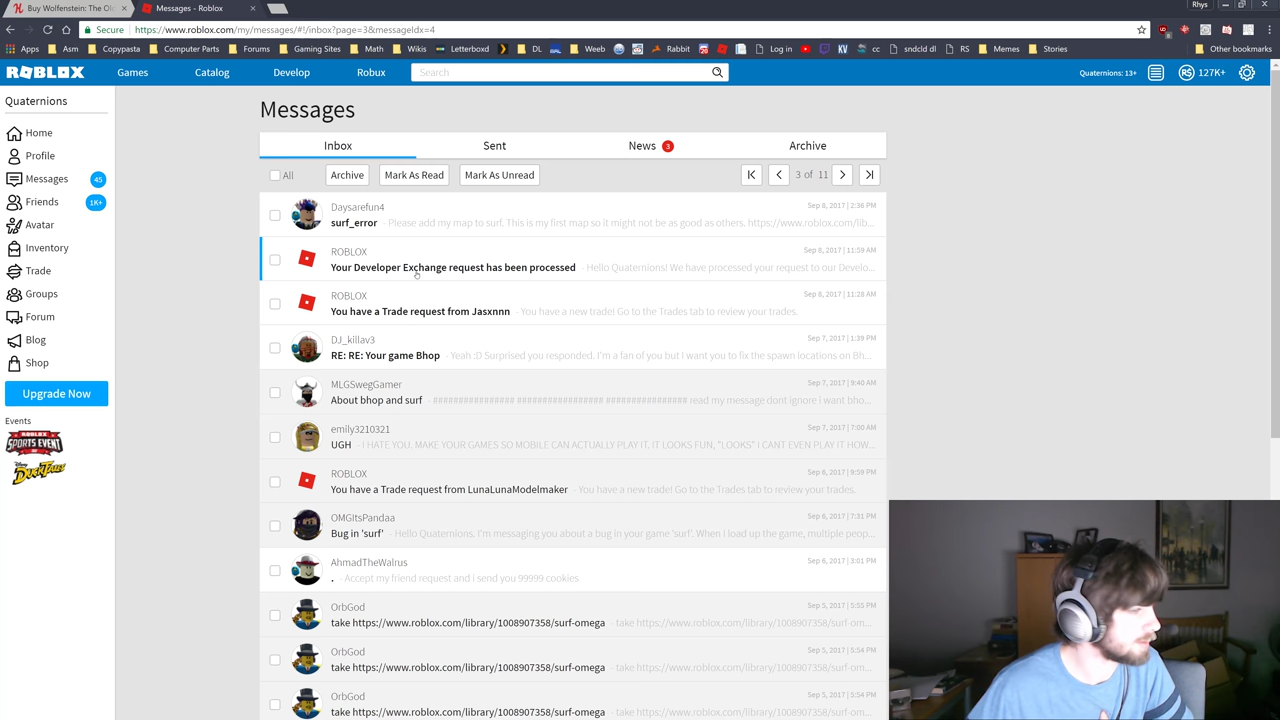 Buy Wolfenstein: The Ol
Messages - Roblox
Rhys
Secure
https://www.roblox.com/my/messages/#!/inbox?page=3&messageIdx=4
Apps
Asm
Copypasta
Computer Parts
Forums
Gaming Sites
Math
Wikis
Letterboxd
DL
Weeb
Rabbit
Log in
KV
cc
sndcld dl
RS
Memes
Stories
Other bookmarks
ROBLOX
Games
Catalog
Develop
Robux
Search
Quaternions: 13+
R$
127K+
Quaternions
Home
Profile
Messages
45
Friends
1K+
Avatar
Inventory
Trade
Groups
Forum
Blog
Shop
Upgrade Now
Events
ROBLOX
SPORTS EVENT
Disney
DUCKTALES
Messages
Inbox
Sent
News 3
Archive
All
Archive
Mark As Read
Mark As Unread
3 of 11
Daysarefun4
Sep 8, 2017 | 2:36 PM
surf_error - Please add my map to surf. This is my first map so it might not be as good as others. https://www.roblox.com/lib...
ROBLOX
Sep 8, 2017 | 11:59 AM
Your Developer Exchange request has been processed - Hello Quaternions! We have processed your request to our Develo...
ROBLOX
Sep 8, 2017 | 11:28 AM
You have a Trade request from Jasxnnn - You have a new trade! Go to the Trades tab to review your trades.
DJ_killav3
Sep 7, 2017 | 1:39 PM
RE: RE: Your game Bhop - Yeah :D Surprised you responded. I'm a fan of you but I want you to fix the spawn locations on Bh...
MLGSwegGamer
Sep 7, 2017 | 9:40 AM
About bhop and surf - ################ ################# ################ read my message dont ignore i want bho...
emily3210321
Sep 7, 2017 | 7:00 AM
UGH - I HATE YOU. MAKE YOUR GAMES SO MOBILE CAN ACTUALLY PLAY IT. IT LOOKS FUN, "LOOKS" I CANT EVEN PLAY IT HOW...
ROBLOX
Sep 6, 2017 | 9:59 PM
You have a Trade request from LunaLunaModelmaker - You have a new trade! Go to the Trades tab to review your trades.
OMGItsPandaa
Sep 6, 2017 | 7:31 PM
Bug in 'surf' - Hello Quaternions. I'm messaging you about a bug in your game 'surf'. When i load up the game, multiple peop...
AhmadTheWalrus
Sep 6, 2017 | 3:01 PM
. - Accept my friend request and i send you 99999 cookies
OrbGod
Sep 5, 2017 | 5:55 PM
take https://www.roblox.com/library/1008907358/surf-omega - take https://www.roblox.com/library/1008907358/surf-om...
OrbGod
Sep 5, 2017 | 5:54 PM
take https://www.roblox.com/library/1008907358/surf-omega - take https://www.roblox.com/library/1008907358/surf-om...
OrbGod
Sep 5, 2017 | 5:54 PM
take https://www.roblox.com/library/1008907358/surf-omega - take https://www.roblox.com/library/1008907358/surf-om...